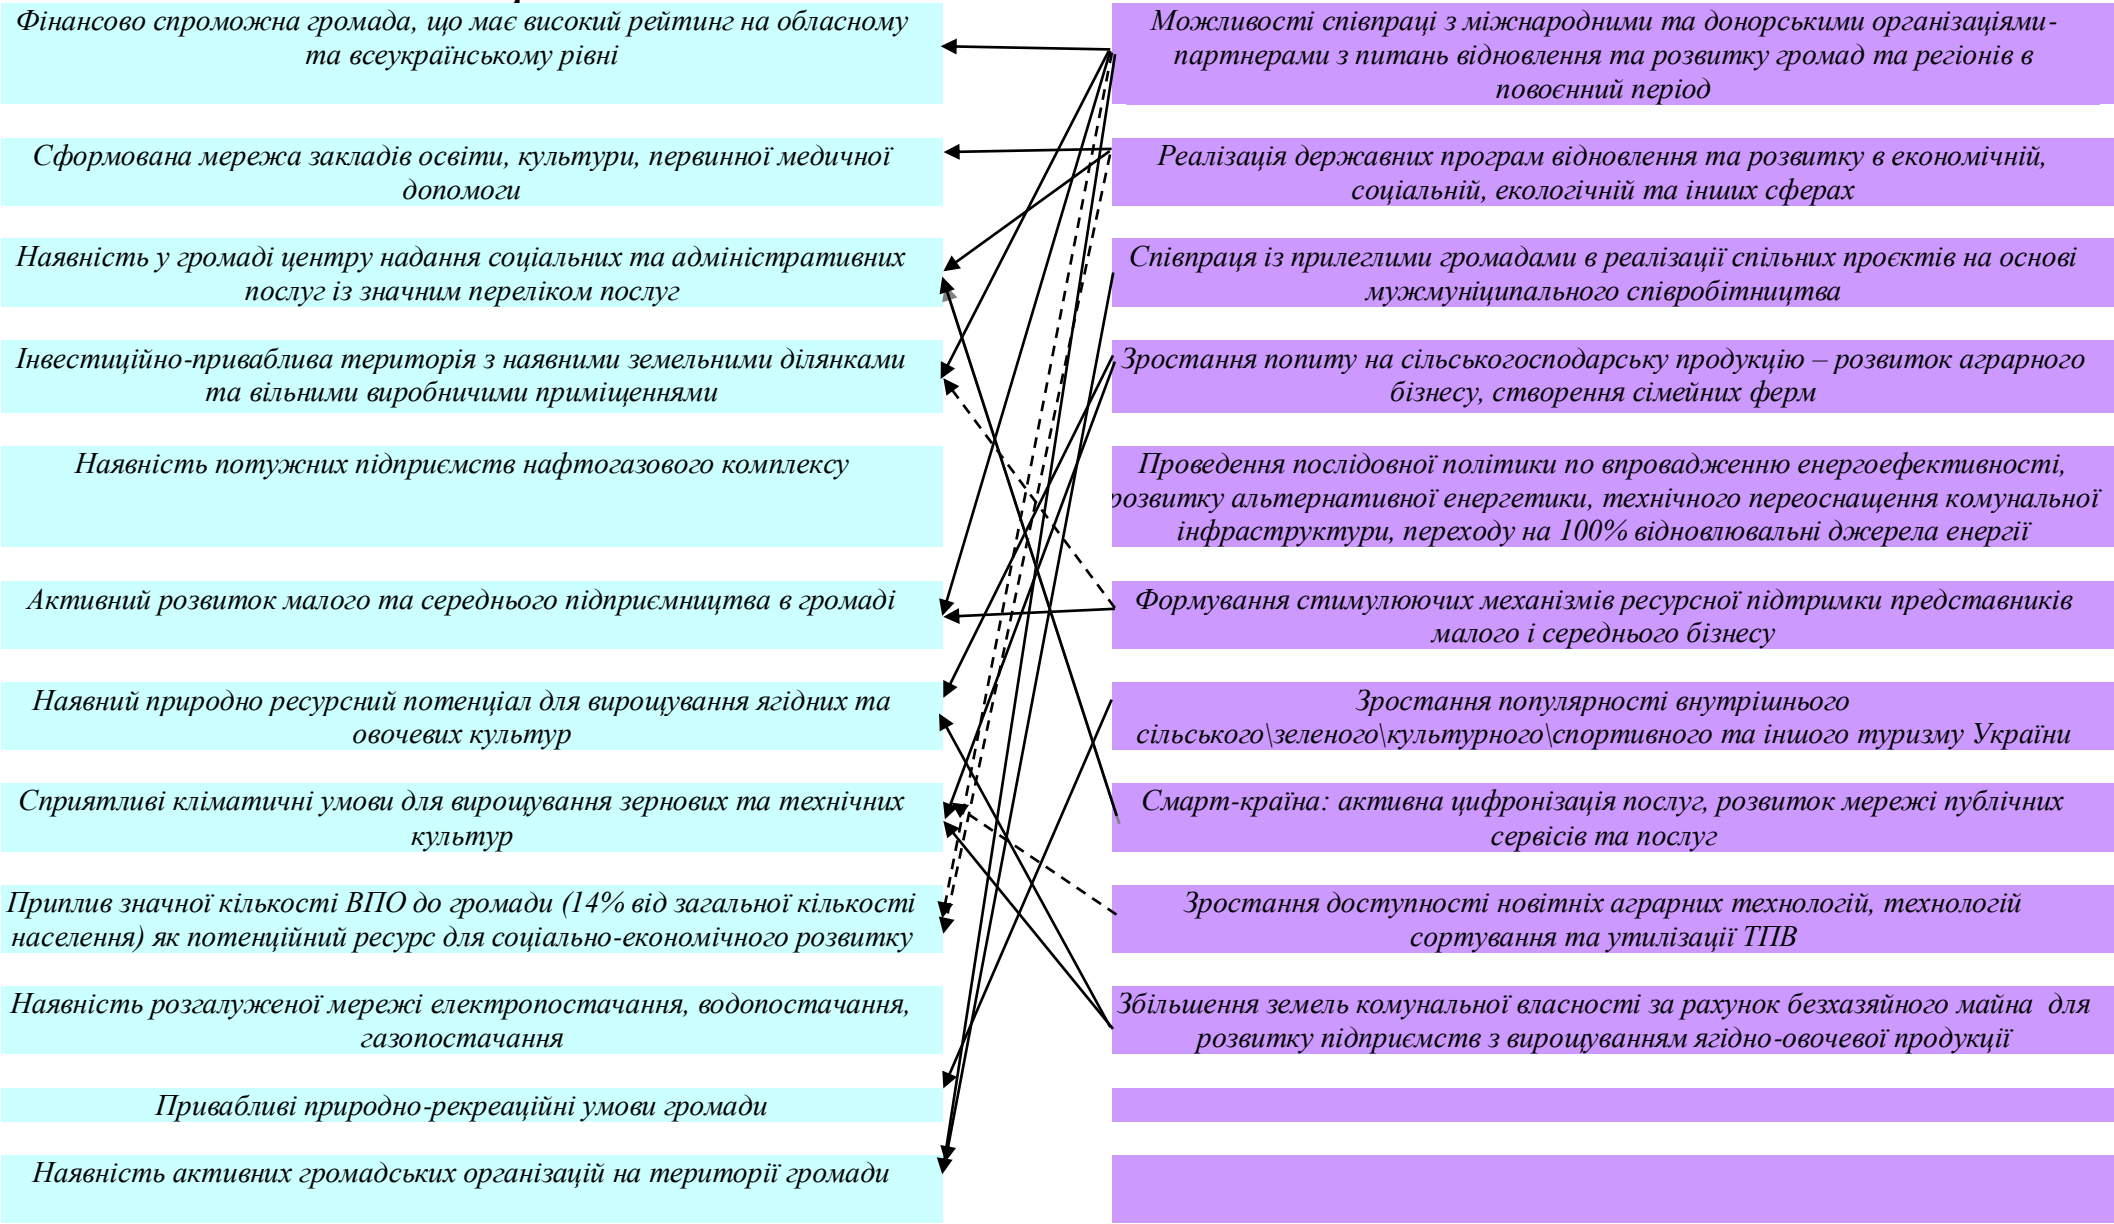 Фінансово спроможна громада, що має високий рейтинг на обласному
та всеукраїнському рівні
Можливості співпраці з міжнародними та донорськими організаціями-
партнерами з питань відновлення та розвитку громад та регіонів в
повоєнний період
Сформована мережа закладів освіти, культури, первинної медичної
допомоги
Реалізація державних програм відновлення та розвитку в економічній,
соціальній, екологічній та інших сферах
Наявність у громаді центру надання соціальних та адміністративних
послуг із значним переліком послуг
Співпраця із прилеглими громадами в реалізації спільних проєктів на основі
мужмуніципального співробітництва
Інвестиційно-приваблива територія з наявними земельними ділянками
та вільними виробничими приміщеннями
Зростання попиту на сільськогосподарську продукцію – розвиток аграрного
бізнесу, створення сімейних ферм
Наявність потужних підприємств нафтогазового комплексу
Проведення послідовної політики по впровадженню енергоефективності,
розвитку альтернативної енергетики, технічного переоснащення комунальної
інфраструктури, переходу на 100% відновлювальні джерела енергії
Активний розвиток малого та середнього підприємництва в громаді
Формування стимулюючих механізмів ресурсної підтримки представників
малого і середнього бізнесу
Наявний природно ресурсний потенціал для вирощування ягідних та
овочевих культур
Зростання популярності внутрішнього
сільського\зеленого\культурного\спортивного та іншого туризму України
Сприятливі кліматичні умови для вирощування зернових та технічних
культур
Смарт-країна: активна цифронізація послуг, розвиток мережі публічних
сервісів та послуг
Приплив значної кількості ВПО до громади (14% від загальної кількості
населення) як потенційний ресурс для соціально-економічного розвитку
Зростання доступності новітніх аграрних технологій, технологій
сортування та утилізації ТПВ
Наявність розгалуженої мережі електропостачання, водопостачання,
газопостачання
Збільшення земель комунальної власності за рахунок безхазяйного майна для
розвитку підприємств з вирощуванням ягідно-овочевої продукції
Привабливі природно-рекреаційні умови громади
Наявність активних громадських організацій на території громади